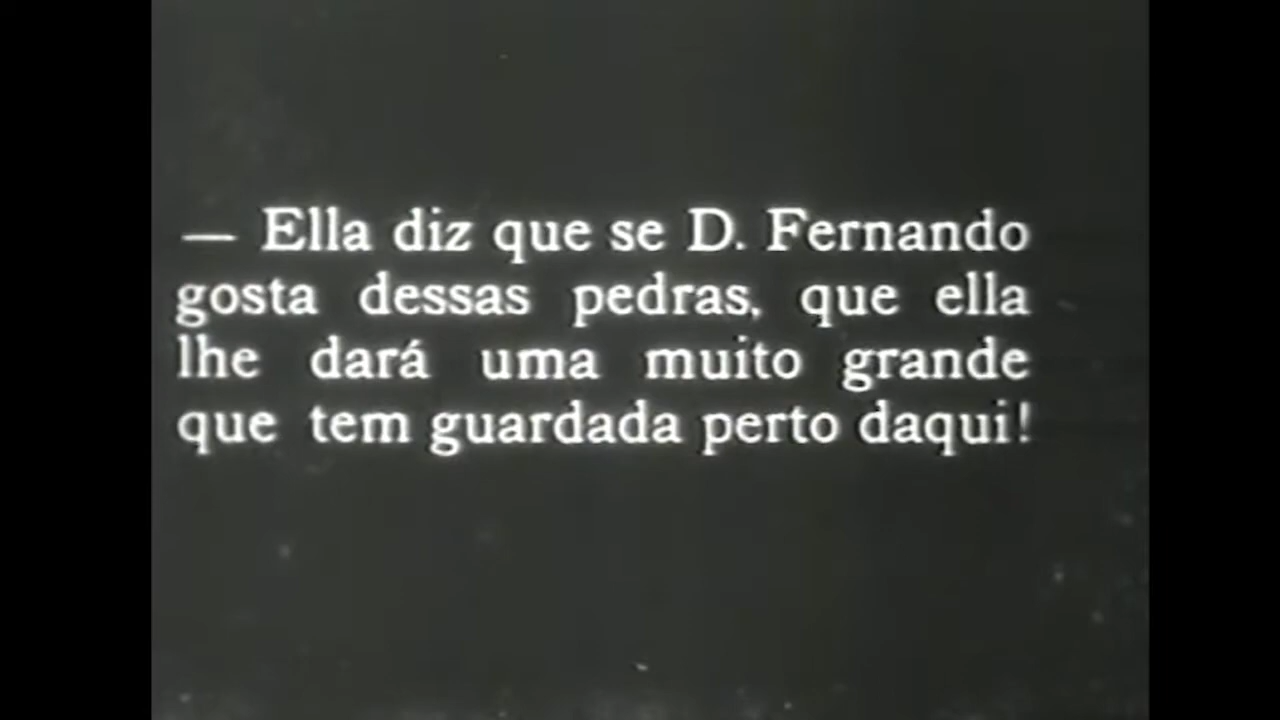 — Ella diz que se D. Fernando
gosta dessas pedras, que ella
lhe dará uma muito grande
que tem guardada perto daqui!